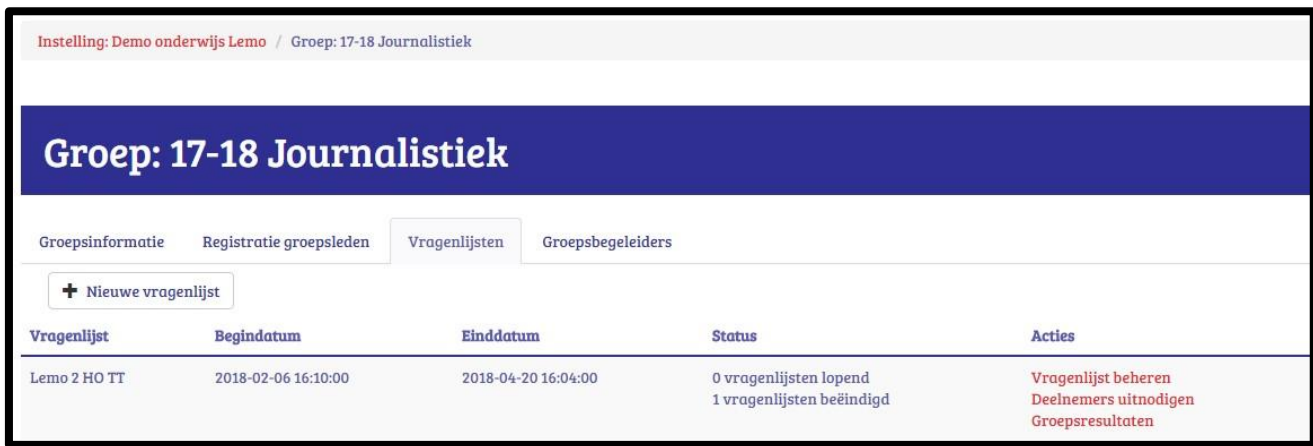 Instelling: Demo onderwijs Lemo / Groep: 17-18 Journalistiek
Groep: 17-18 Journalistiek
Groepsinformatie Registratie groepsleden Vragenlijsten Groepsbegeleiders
+ Nieuwe vragenlijst
Vragenlijst Begindatum Einddatum Status Acties
Lemo 2 HO TT 2018-02-06 16:10:00 2018-04-20 16:04:00 0 vragenlijsten lopend Vragenlijst beheren
1 vragenlijsten beëindigd Deelnemers uitnodigen
Groepsresultaten